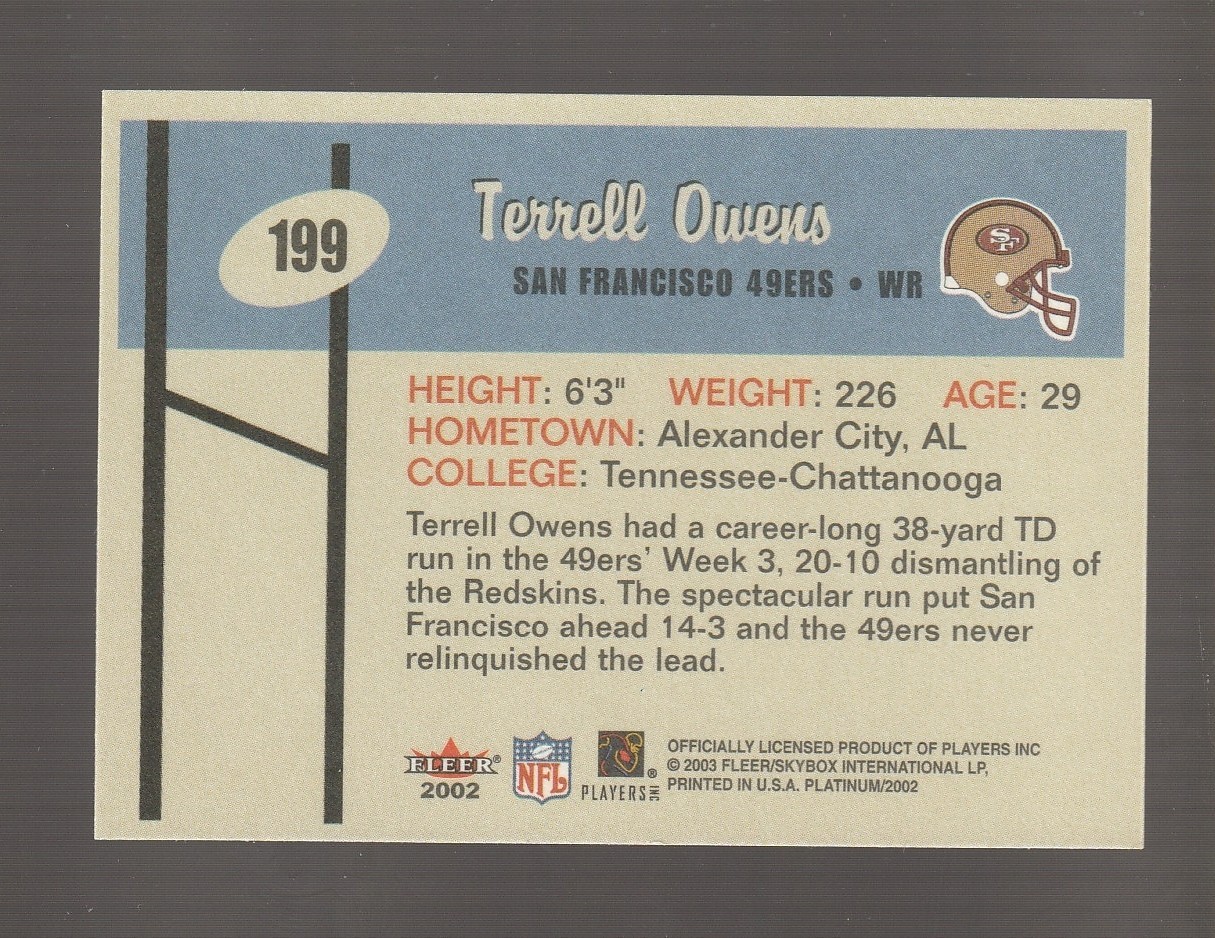 199
Terrell Owens
SAN FRANCISCO 49ERS • WR
SF
HEIGHT: 6'3" WEIGHT: 226 AGE: 29
HOMETOWN: Alexander City, AL
COLLEGE: Tennessee-Chattanooga
Terrell Owens had a career-long 38-yard TD
run in the 49ers' Week 3, 20-10 dismantling of
the Redskins. The spectacular run put San
Francisco ahead 14-3 and the 49ers never
relinquished the lead.
FLEER®
2002
NFL
®
PLAYERS INC
OFFICIALLY LICENSED PRODUCT OF PLAYERS INC
© 2003 FLEER/SKYBOX INTERNATIONAL LP,
PRINTED IN U.S.A. PLATINUM/2002